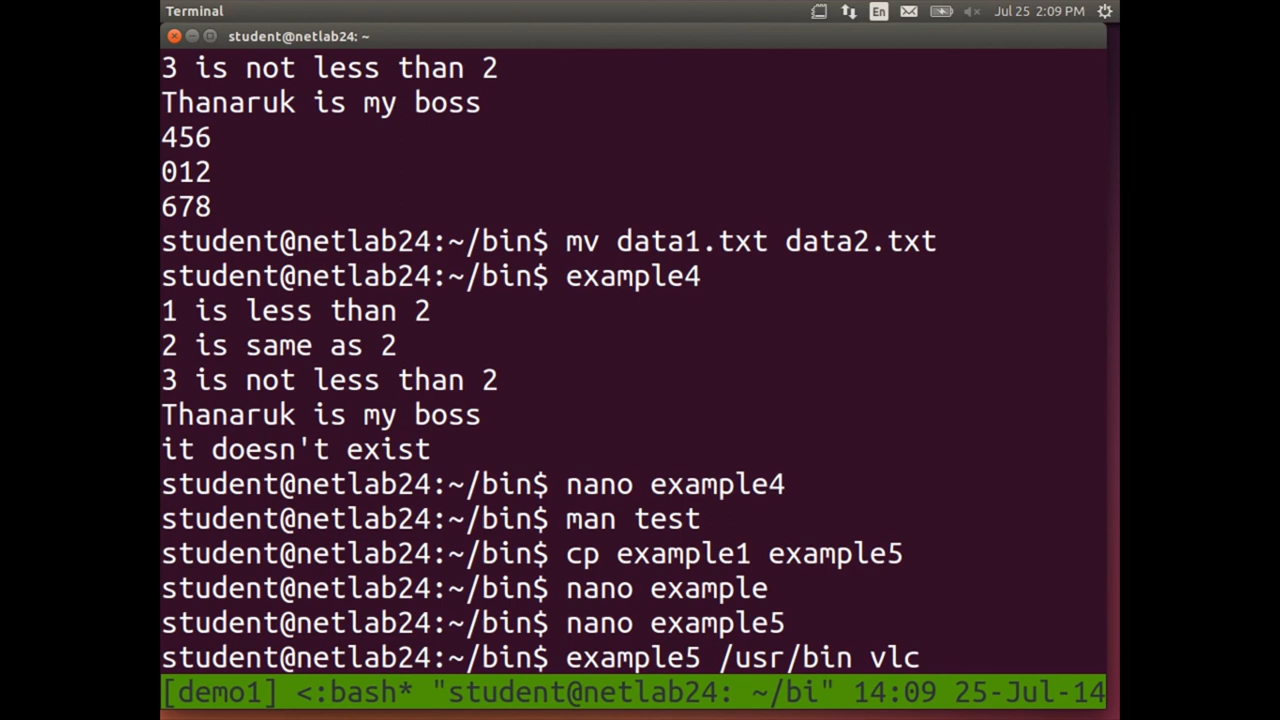 Terminal
En
Jul 25 2:09 PM
student@netlab24: ~
3 is not less than 2
Thanaruk is my boss
456
012
678
student@netlab24:~/bin$ mv data1.txt data2.txt
student@netlab24:~/bin$ example4
1 is less than 2
2 is same as 2
3 is not less than 2
Thanaruk is my boss
it doesn't exist
student@netlab24:~/bin$ nano example4
student@netlab24:~/bin$ man test
student@netlab24:~/bin$ cp example1 example5
student@netlab24:~/bin$ nano example
student@netlab24:~/bin$ nano example5
student@netlab24:~/bin$ example5 /usr/bin vlc
[demo1] <:bash* "student@netlab24: ~/bi" 14:09 25-Jul-14